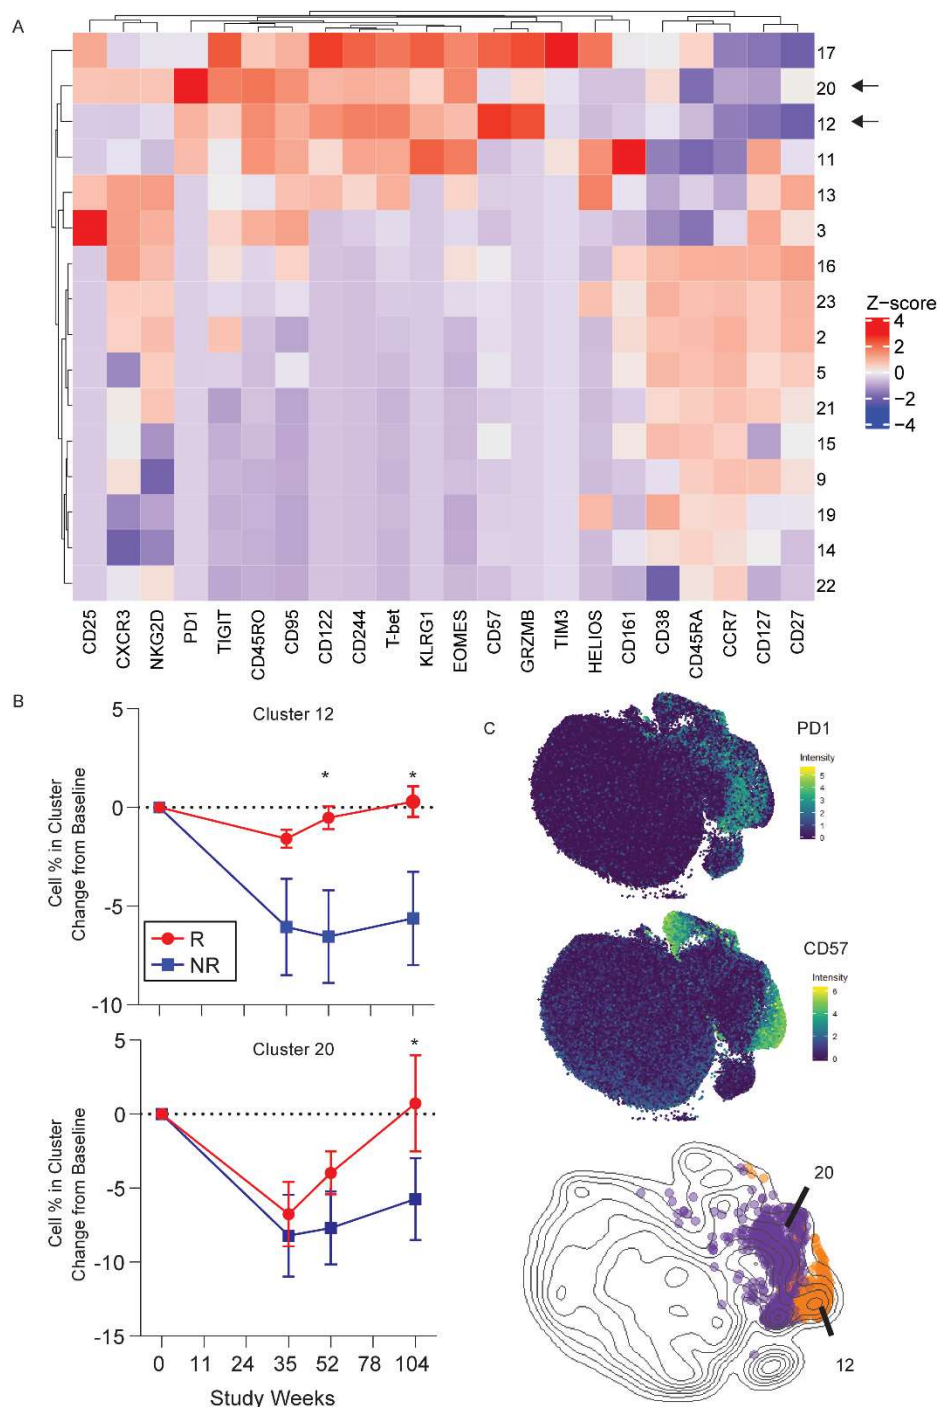 A
17
20
12
11
13
3
16
23
2
5
21
15
9
19
14
22
Z-score
4
2
0
-2
-4
CD25 CXCR3 NKG2D PD1 TIGIT CD45RO CD95 CD122 CD244 T-bet KLRG1 EOMES CD57 GRZMB TIM3 HELIOS CD161 CD38 CD45RA CCR7 CD127 CD27
B
Cluster 12
Cell % in Cluster
Change from Baseline
5
0
-5
-10
* *
R
NR
Cluster 20
Cell % in Cluster
Change from Baseline
5
0
-5
-10
-15
*
0 11 24 35 52 78 104
Study Weeks
C
PD1
Intensity
5
4
3
2
1
0
CD57
Intensity
6
4
2
0
20
12